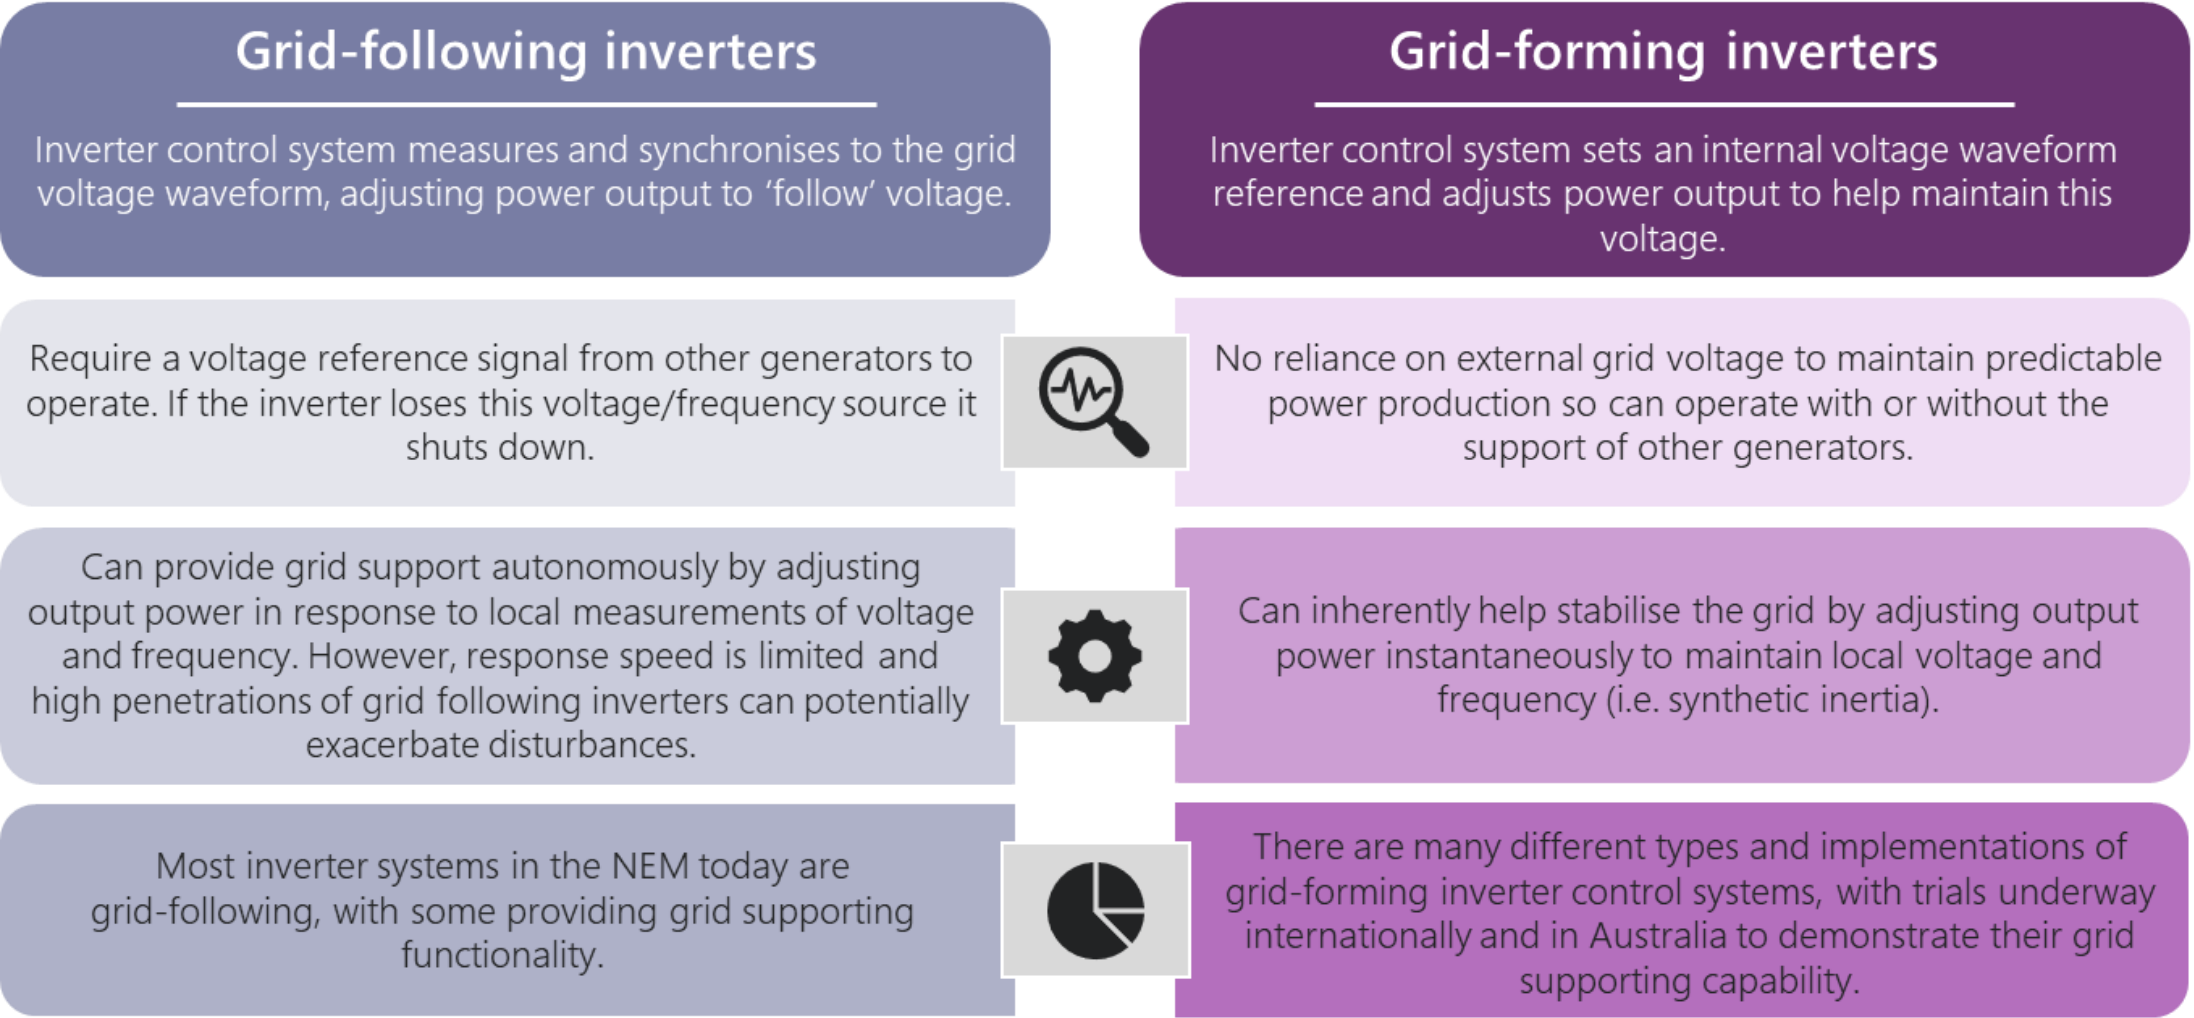 Grid-following inverters
Inverter control system measures and synchronises to the grid
voltage waveform, adjusting power output to ‘follow’ voltage.
Grid-forming inverters
Inverter control system sets an internal voltage waveform
reference and adjusts power output to help maintain this
voltage.
Require a voltage reference signal from other generators to
operate. If the inverter loses this voltage/frequency source it
shuts down.
No reliance on external grid voltage to maintain predictable
power production so can operate with or without the
support of other generators.
Can provide grid support autonomously by adjusting
output power in response to local measurements of voltage
and frequency. However, response speed is limited and
high penetrations of grid following inverters can potentially
exacerbate disturbances.
Can inherently help stabilise the grid by adjusting output
power instantaneously to maintain local voltage and
frequency (i.e. synthetic inertia).
Most inverter systems in the NEM today are
grid-following, with some providing grid supporting
functionality.
There are many different types and implementations of
grid-forming inverter control systems, with trials underway
internationally and in Australia to demonstrate their grid
supporting capability.